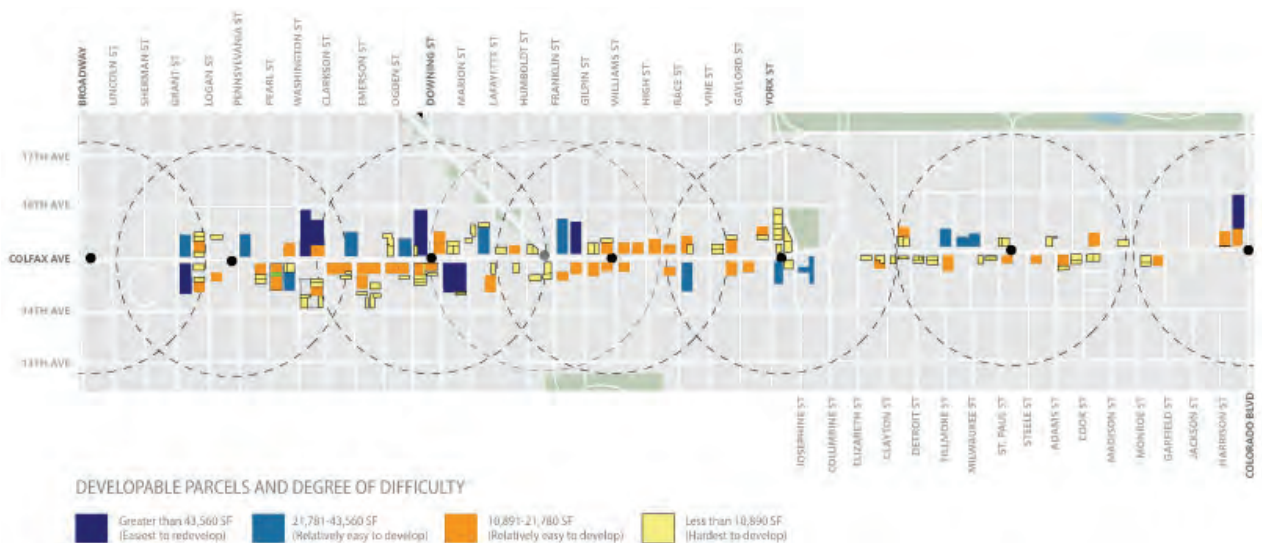 BROADWAY
LINCOLN ST
SHERMAN ST
GRANT ST
LOGAN ST
PENNSYLVANIA ST
PEARL ST
WASHINGTON ST
CLARKSON ST
EMERSON ST
OGDEN ST
DOWNING ST
MARION ST
LAFAYETTE ST
HUMBOLDT ST
FRANKLIN ST
GILPIN ST
WILLIAMS ST
HIGH ST
RACE ST
VINE ST
GAYLORD ST
YORK ST
17TH AVE
16TH AVE
COLFAX AVE
14TH AVE
13TH AVE
JOSEPHINE ST
COLUMBINE ST
ELIZABETH ST
CLAYTON ST
DETROIT ST
FILLMORE ST
MILWAUKEE ST
ST. PAUL ST
STEELE ST
ADAMS ST
COOK ST
MADISON ST
MONROE ST
GARFIELD ST
JACKSON ST
HARRISON ST
COLORADO BLVD
DEVELOPABLE PARCELS AND DEGREE OF DIFFICULTY
Greater than 43,560 SF
(Easiest to redevelop)
21,781-43,560 SF
(Relatively easy to develop)
10,891-21,780 SF
(Relatively easy to develop)
Less than 10,890 SF
(Hardest to develop)